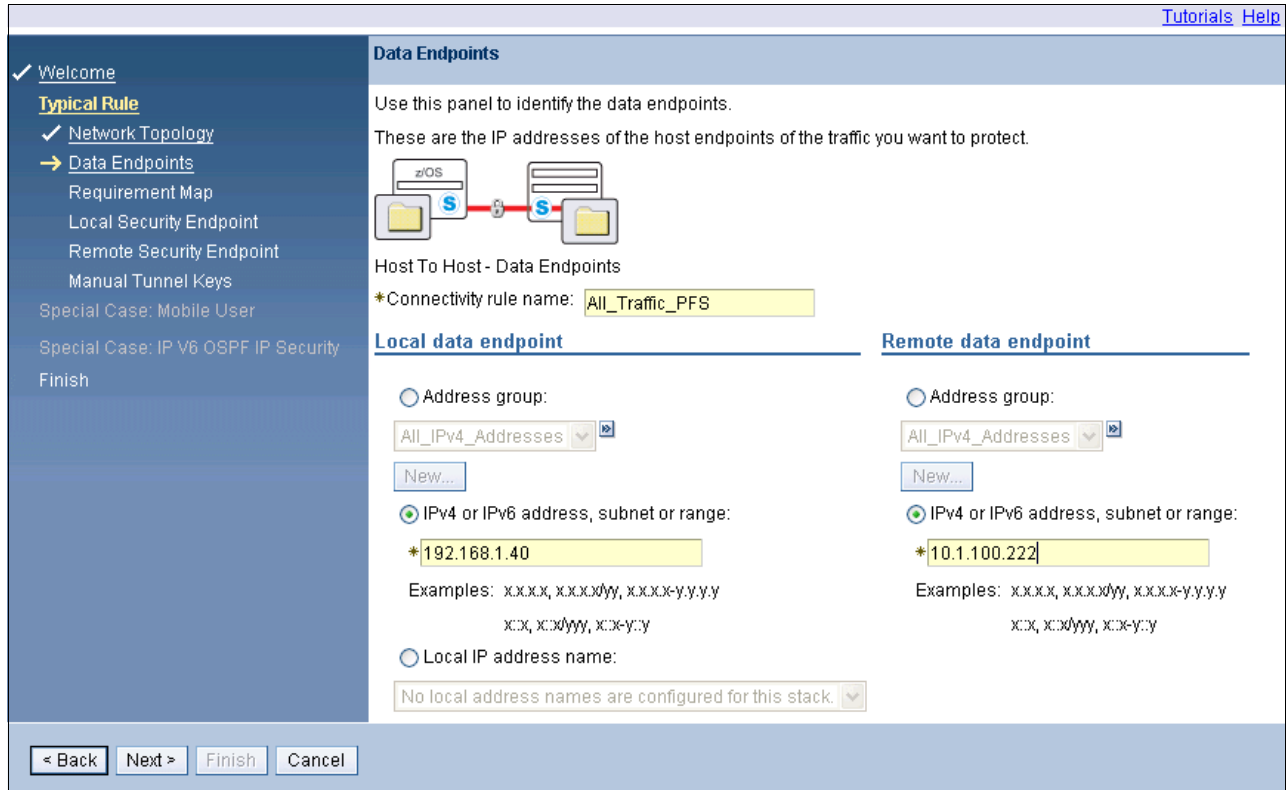 Tutorials Help
Welcome
Typical Rule
Network Topology
Data Endpoints
Requirement Map
Local Security Endpoint
Remote Security Endpoint
Manual Tunnel Keys
Special Case: Mobile User
Special Case: IP V6 OSPF IP Security
Finish
Data Endpoints
Use this panel to identify the data endpoints.
These are the IP addresses of the host endpoints of the traffic you want to protect.
z/OS
S S
Host To Host - Data Endpoints
*Connectivity rule name: All_Traffic_PFS
Local data endpoint
Address group:
All_IPv4_Addresses
New...
IPv4 or IPv6 address, subnet or range:
*192.168.1.40
Examples: x.x.x.x, x.x.x.x/yy, x.x.x.x-y.y.y.y
x::x, x::x/yyy, x::x-y::y
Local IP address name:
No local address names are configured for this stack.
Remote data endpoint
Address group:
All_IPv4_Addresses
New...
IPv4 or IPv6 address, subnet or range:
*10.1.100.222
Examples: x.x.x.x, x.x.x.x/yy, x.x.x.x-y.y.y.y
x::x, x::x/yyy, x::x-y::y
< Back Next > Finish Cancel